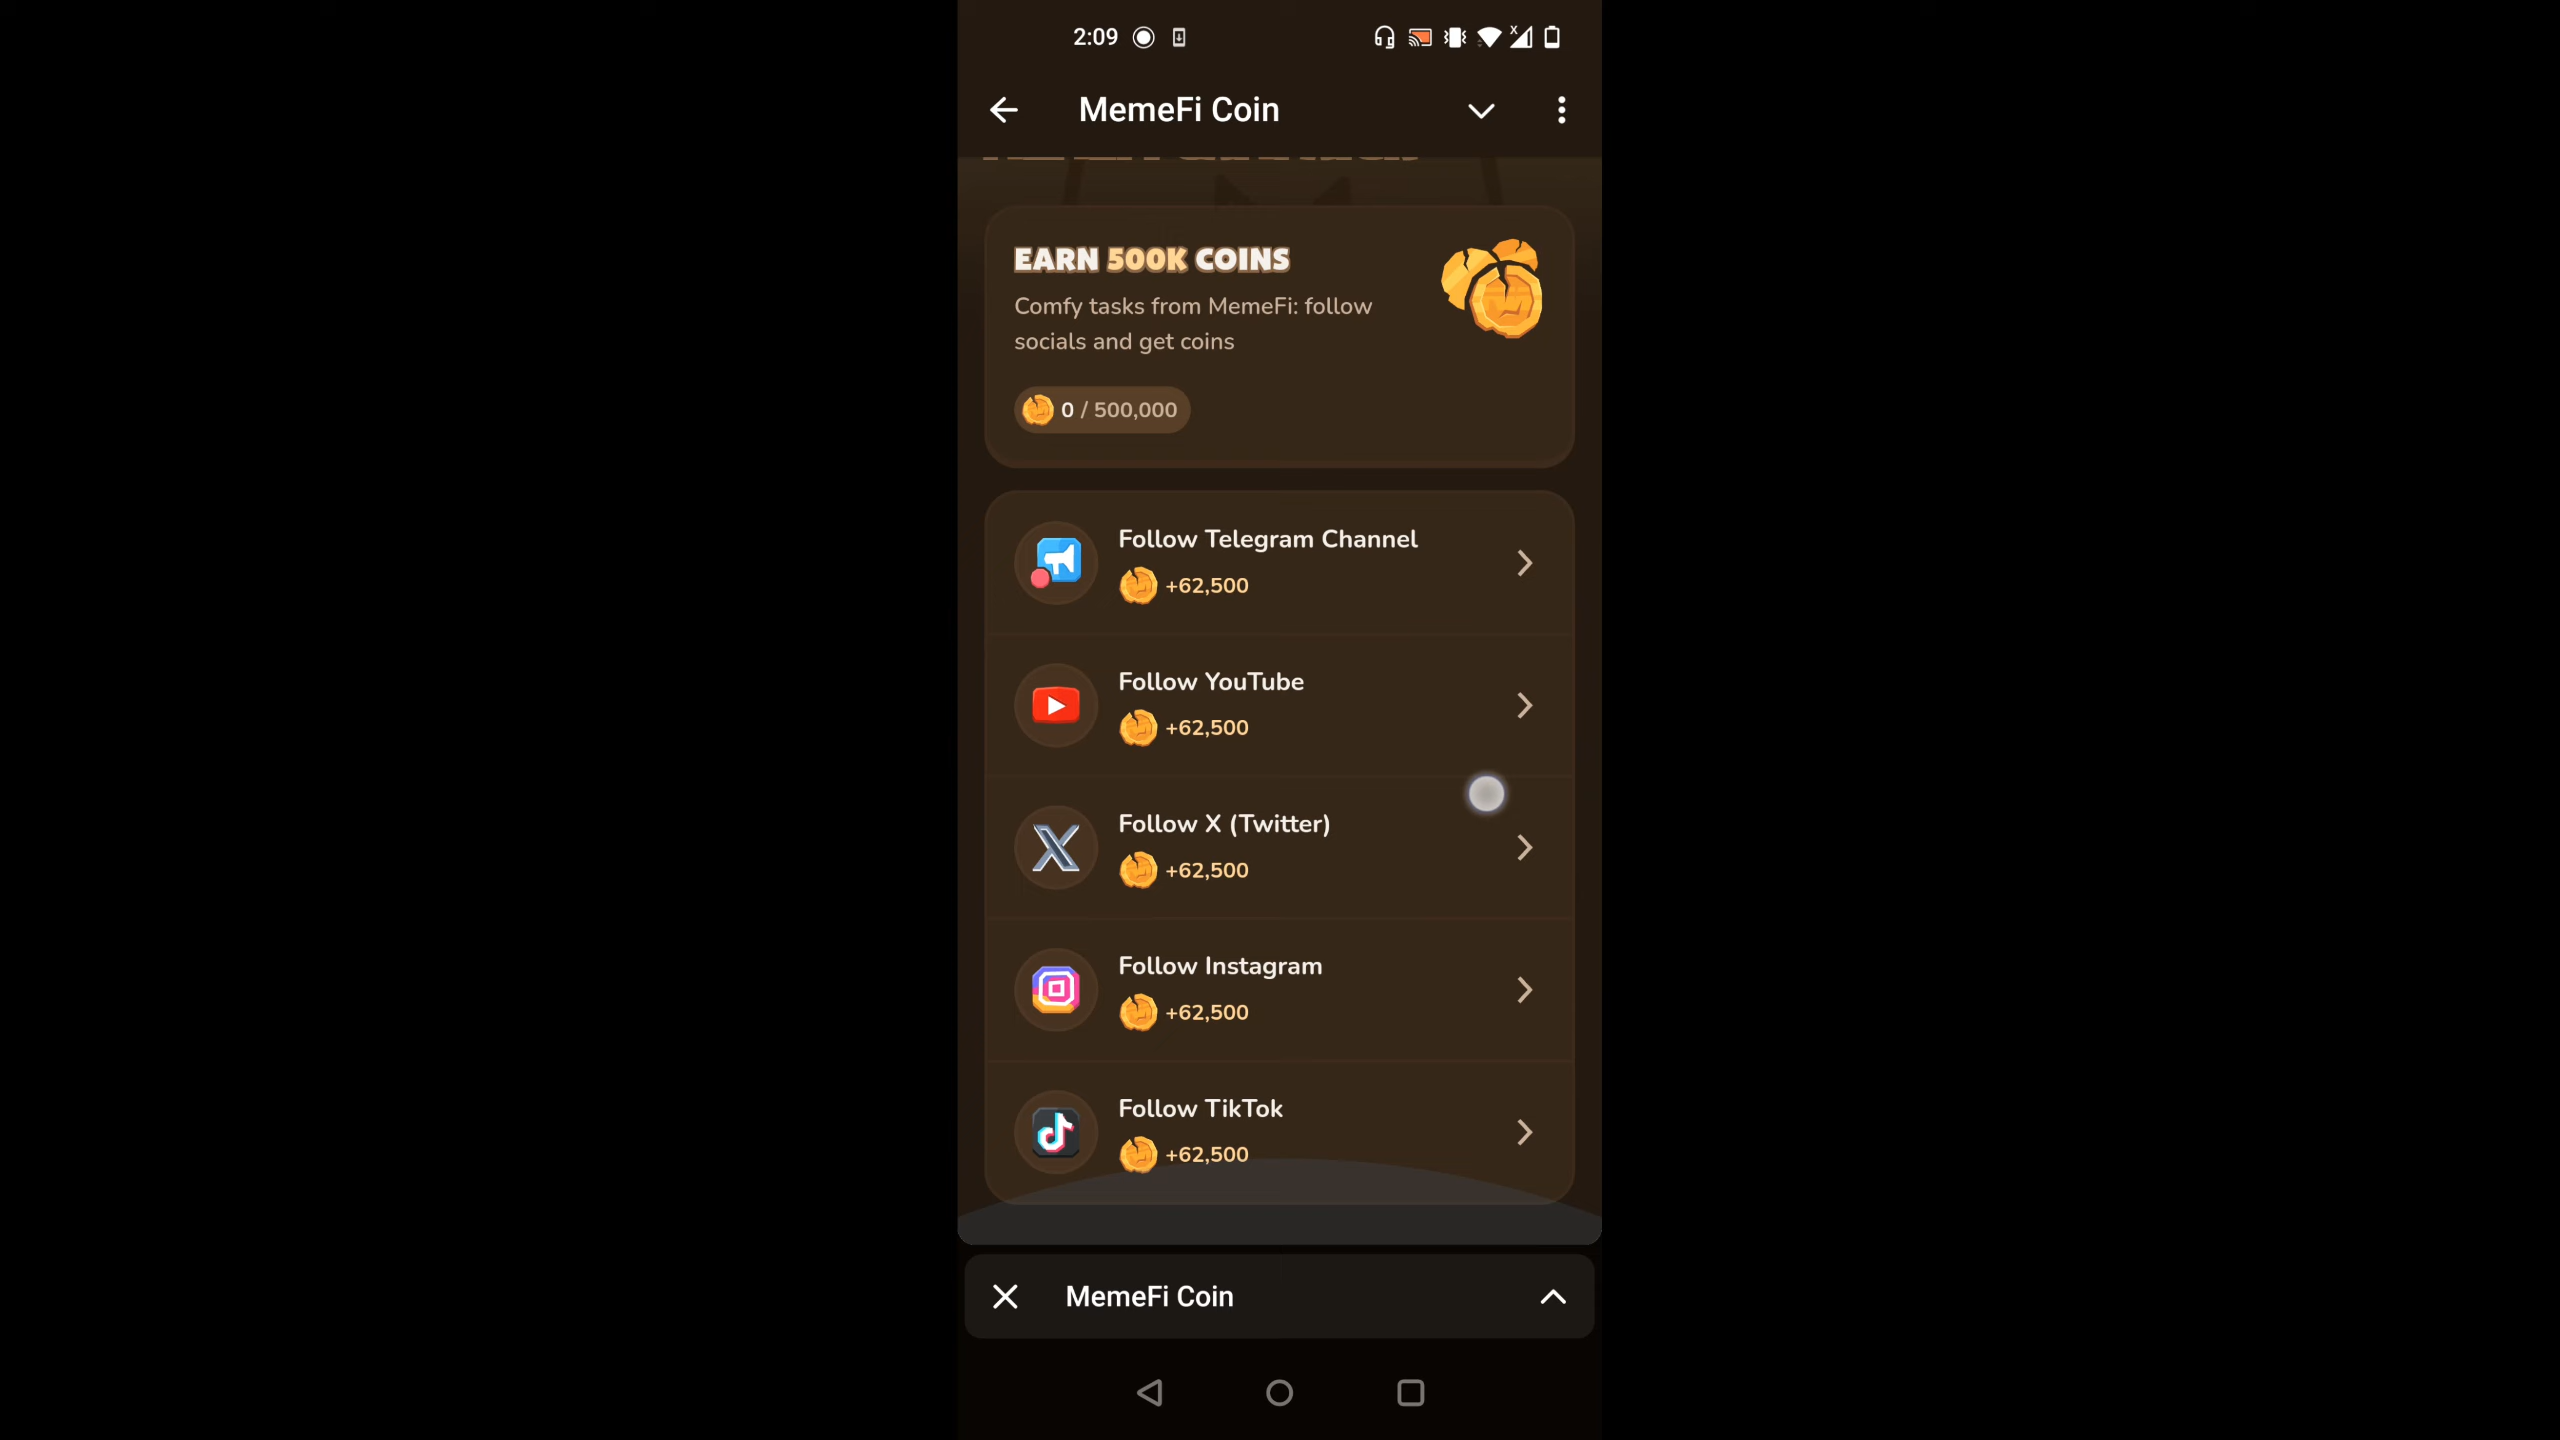 2:09
MemeFi Coin
EARN 500K COINS
Comfy tasks from MemeFi: follow
socials and get coins
0 / 500,000
Follow Telegram Channel
+62,500
Follow YouTube
+62,500
Follow X (Twitter)
+62,500
Follow Instagram
+62,500
Follow TikTok
+62,500
MemeFi Coin